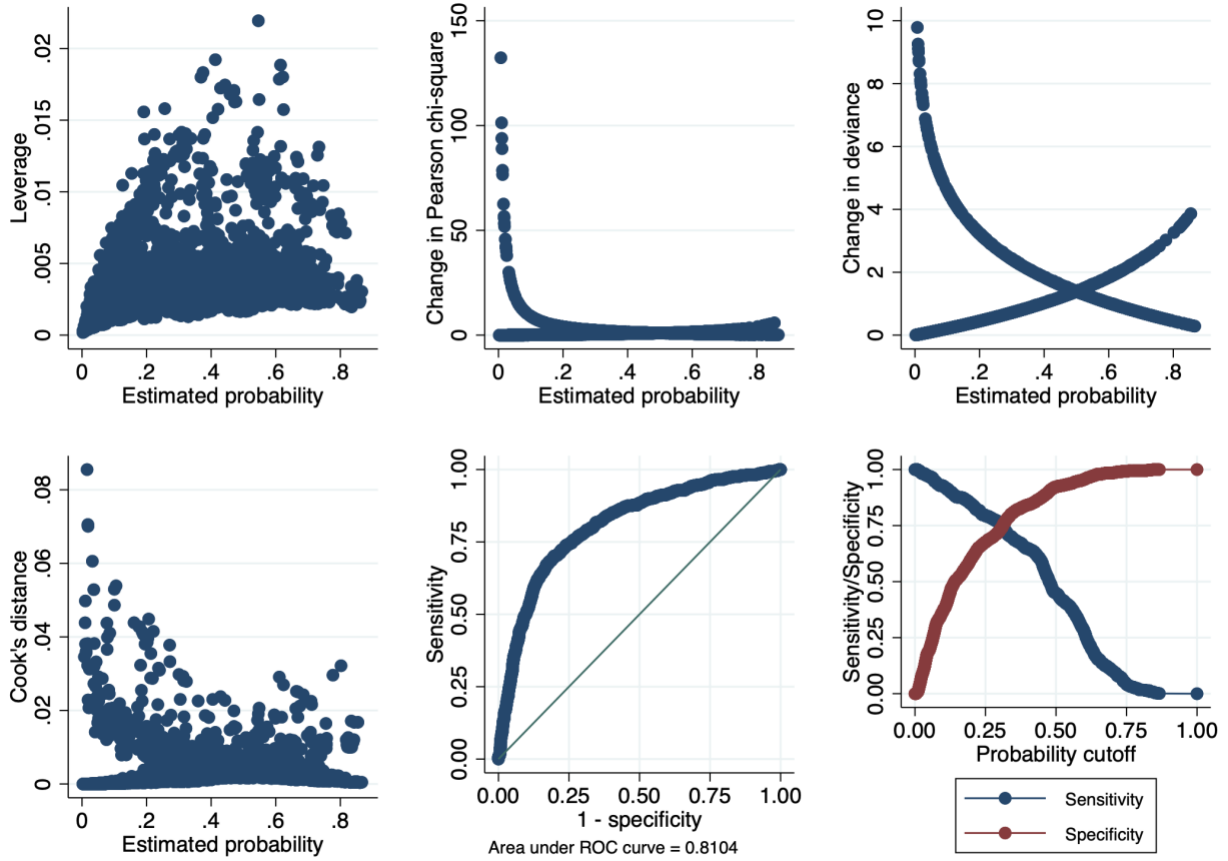 Leverage
0 .005 .01 .015 .02
0 .2 .4 .6 .8
Estimated probability
Change in Pearson chi-square
0 50 100 150
0 .2 .4 .6 .8
Estimated probability
Change in deviance
0 2 4 6 8 10
0 .2 .4 .6 .8
Estimated probability
Cook's distance
0 .02 .04 .06 .08
0 .2 .4 .6 .8
Estimated probability
Sensitivity
0.00 0.25 0.50 0.75 1.00
0.00 0.25 0.50 0.75 1.00
1 - specificity
Area under ROC curve = 0.8104
Sensitivity/Specificity
0.00 0.25 0.50 0.75 1.00
0.00 0.25 0.50 0.75 1.00
Probability cutoff
Sensitivity
Specificity